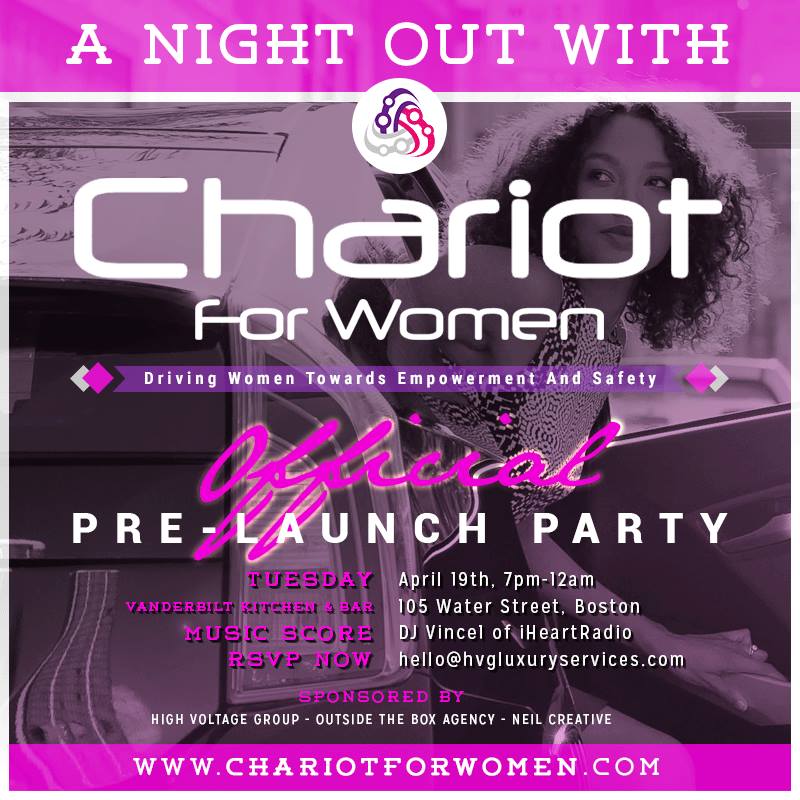 A NIGHT OUT WITH
Chariot
For Women
Driving Women Towards Empowerment And Safety
Official
PRE-LAUNCH PARTY
TUESDAY April 19th, 7pm-12am
VANDERBILT KITCHEN & BAR 105 Water Street, Boston
MUSIC SCORE DJ Vince1 of iHeartRadio
RSVP NOW hello@hvgluxuryservices.com
SPONSORED BY
HIGH VOLTAGE GROUP - OUTSIDE THE BOX AGENCY - NEIL CREATIVE
WWW.CHARIOTFORWOMEN.COM